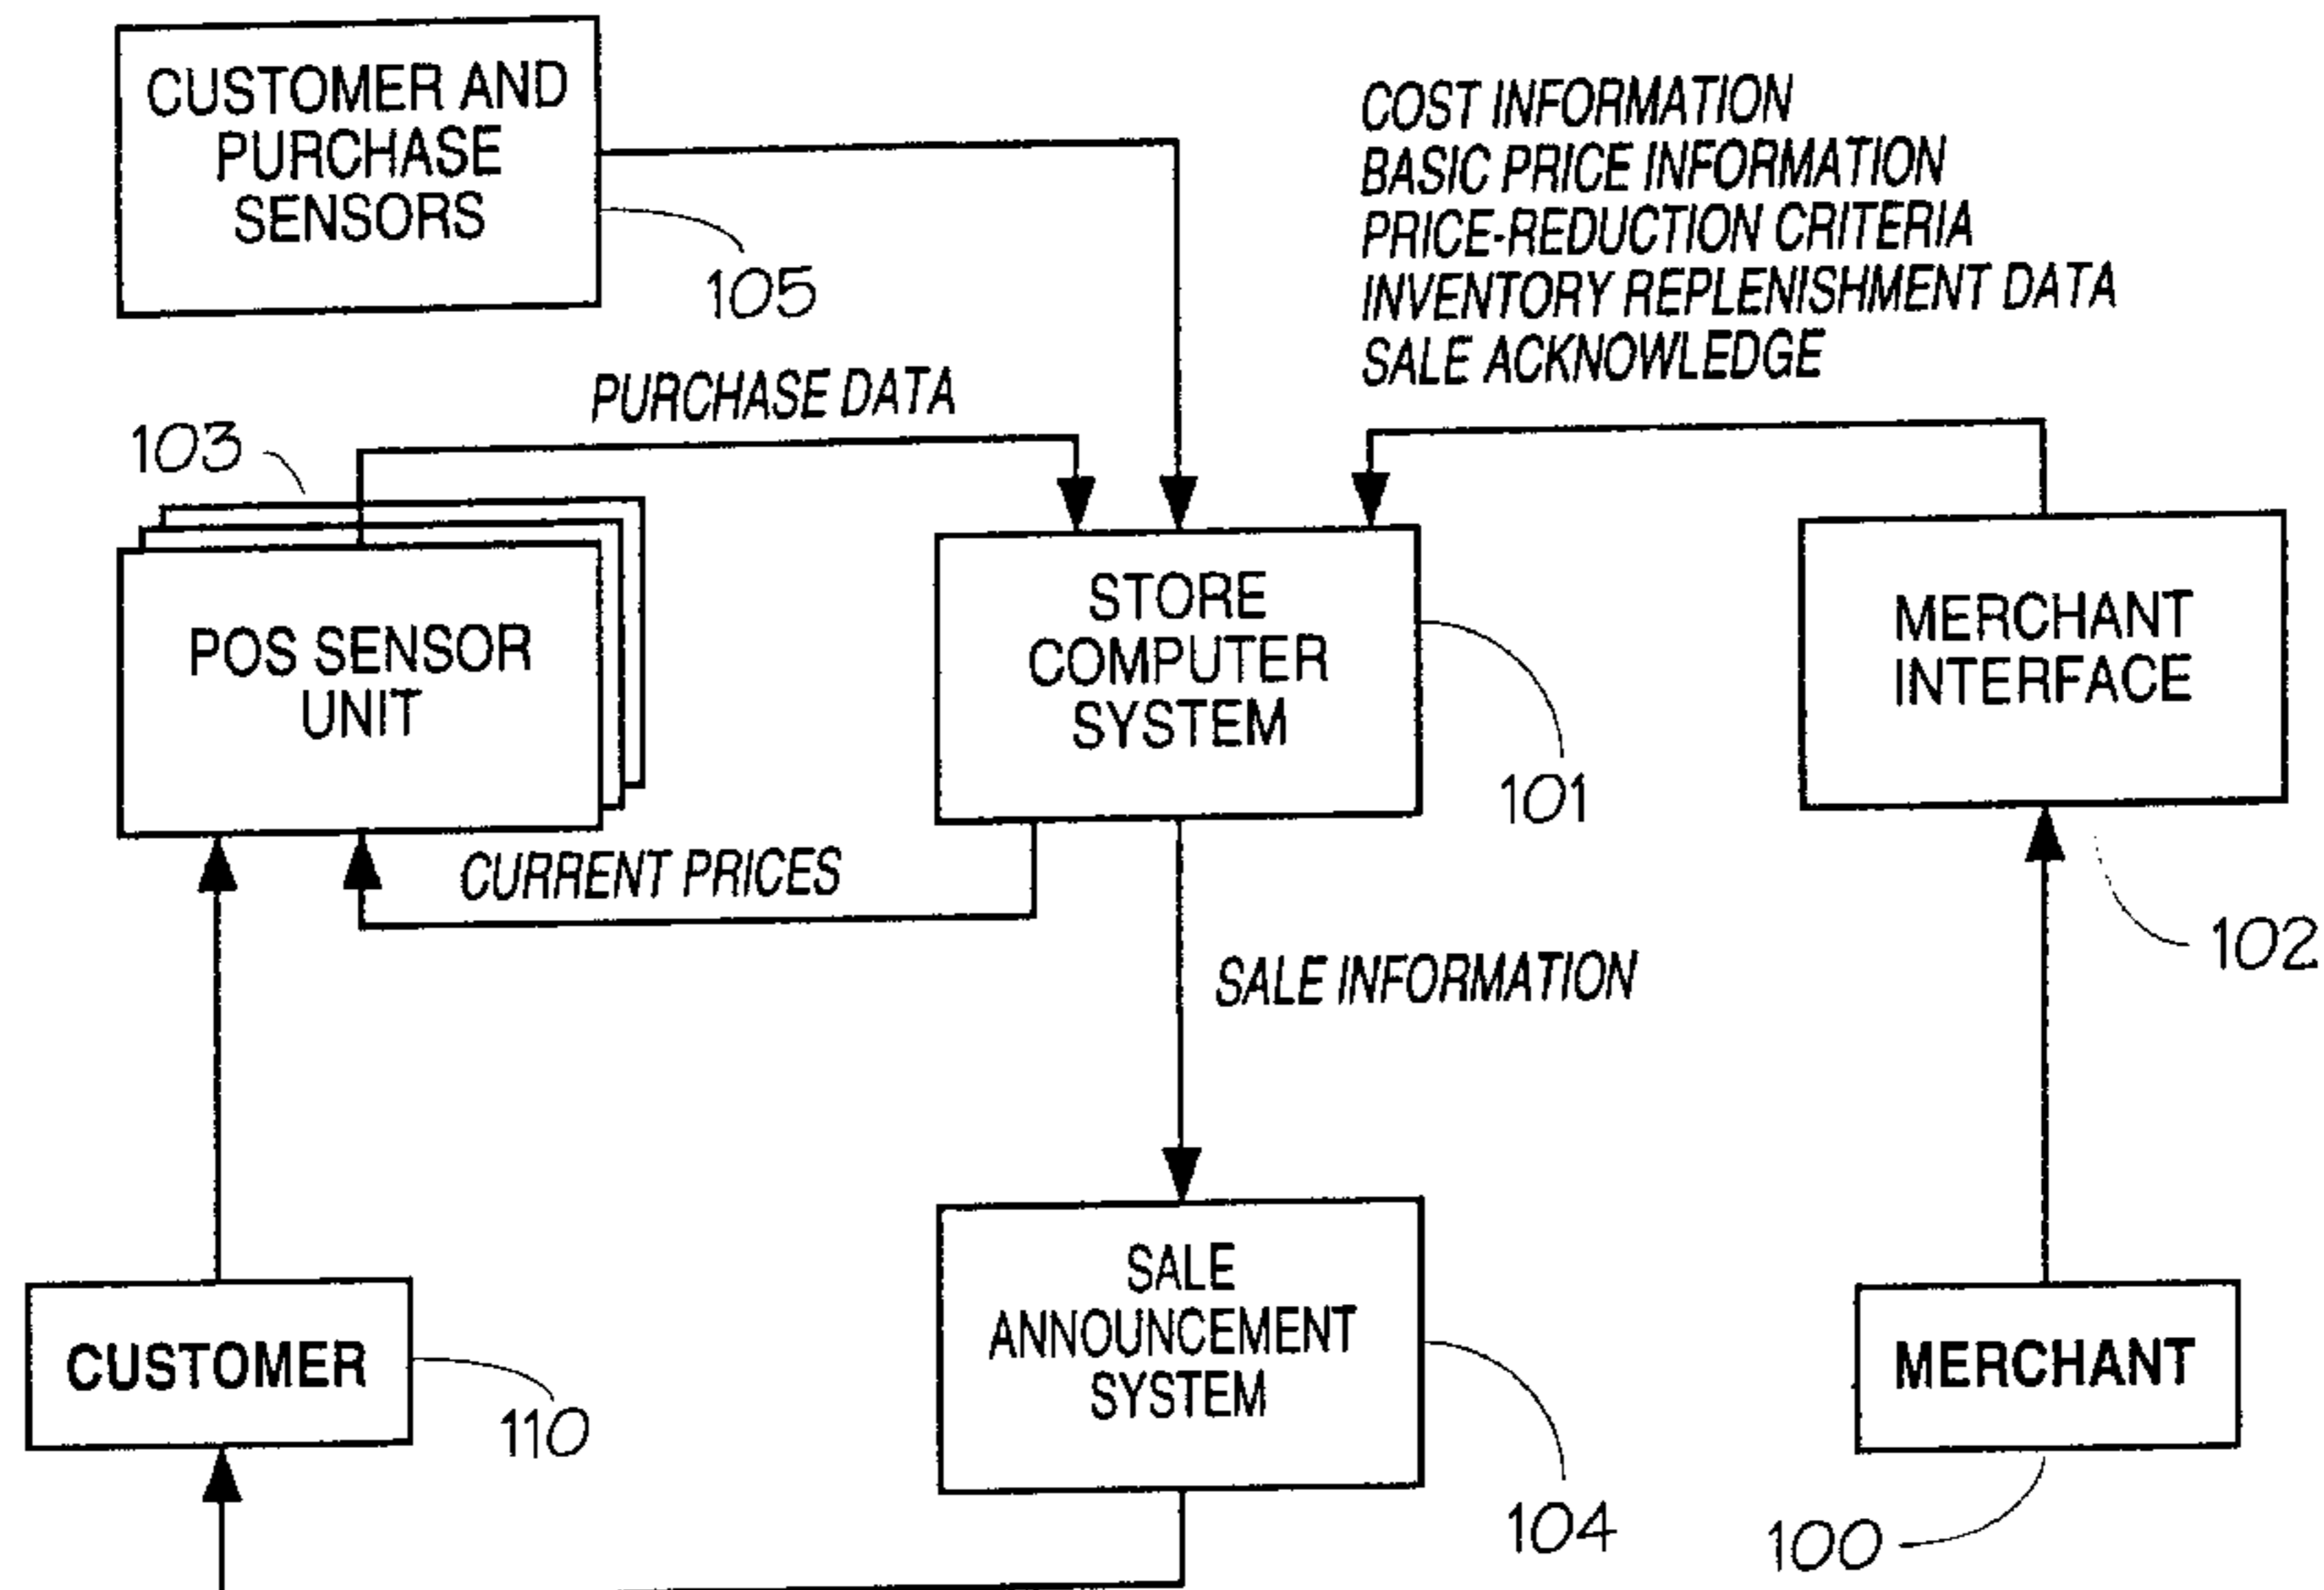 CUSTOMER AND
PURCHASE
SENSORS
105
COST INFORMATION
BASIC PRICE INFORMATION
PRICE-REDUCTION CRITERIA
INVENTORY REPLENISHMENT DATA
SALE ACKNOWLEDGE
PURCHASE DATA
103
POS SENSOR
UNIT
STORE
COMPUTER
SYSTEM
101
MERCHANT
INTERFACE
102
CURRENT PRICES
SALE INFORMATION
CUSTOMER
110
SALE
ANNOUNCEMENT
SYSTEM
104
MERCHANT
100